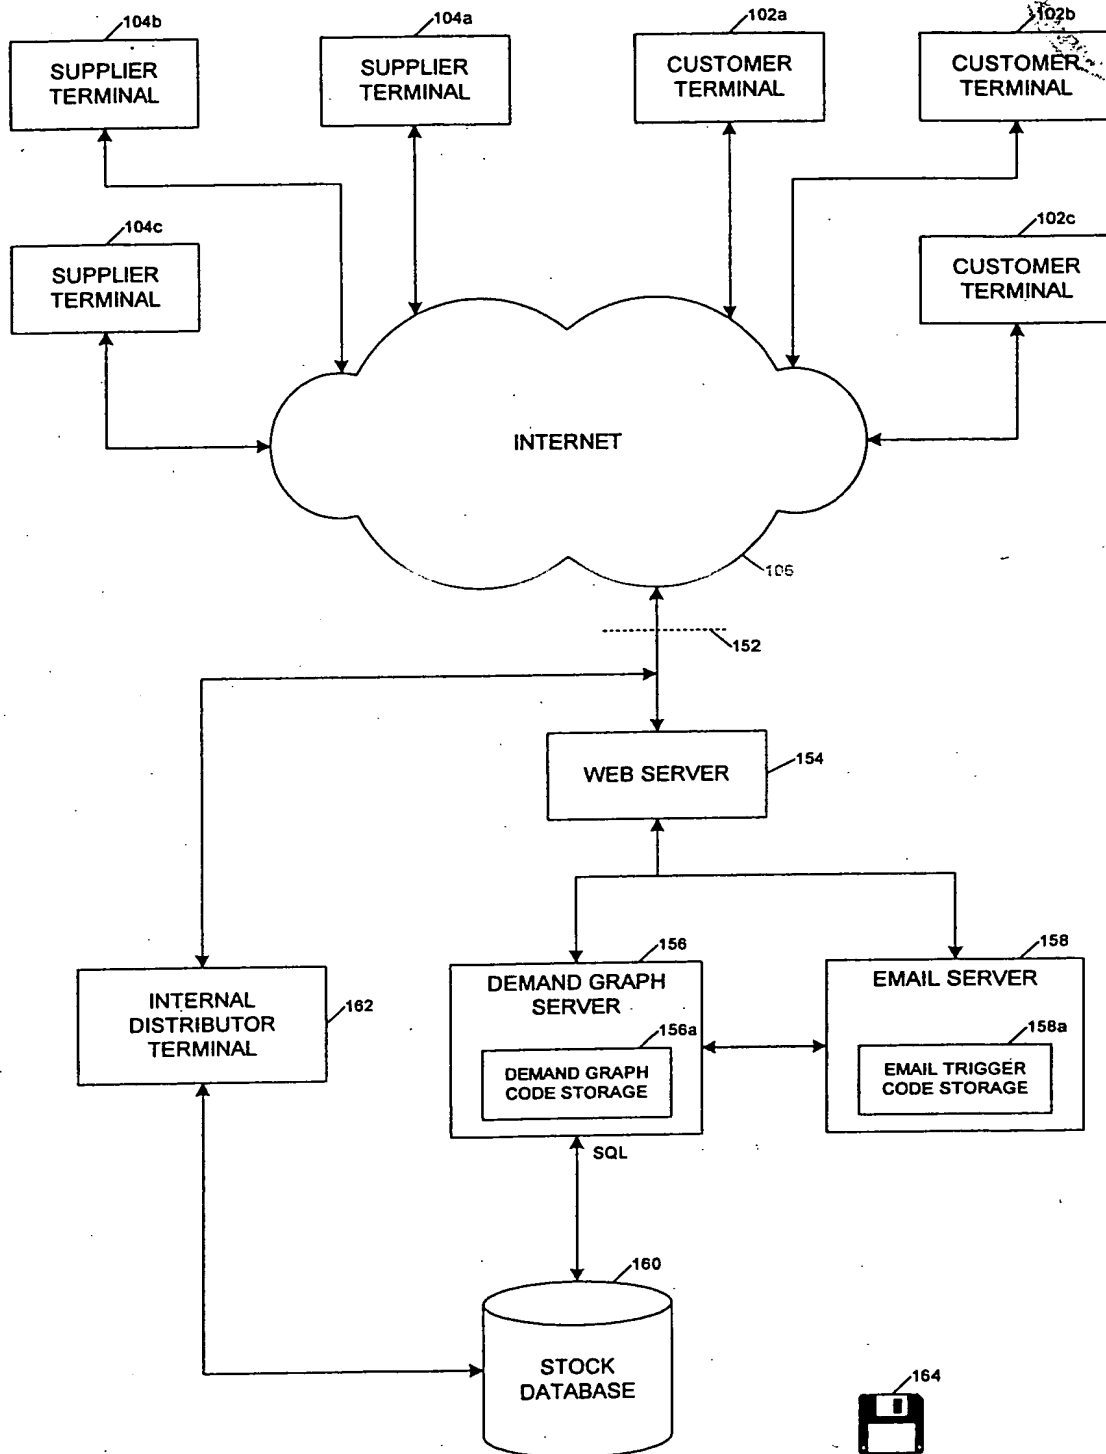 104b
104a
102a
102b
SUPPLIER
TERMINAL
SUPPLIER
TERMINAL
CUSTOMER
TERMINAL
CUSTOMER
TERMINAL
104c
102c
SUPPLIER
TERMINAL
CUSTOMER
TERMINAL
INTERNET
106
152
WEB SERVER
154
156
158
DEMAND GRAPH
SERVER
EMAIL SERVER
INTERNAL
DISTRIBUTOR
TERMINAL
162
156a
158a
DEMAND GRAPH
CODE STORAGE
EMAIL TRIGGER
CODE STORAGE
SQL
160
STOCK
DATABASE
164